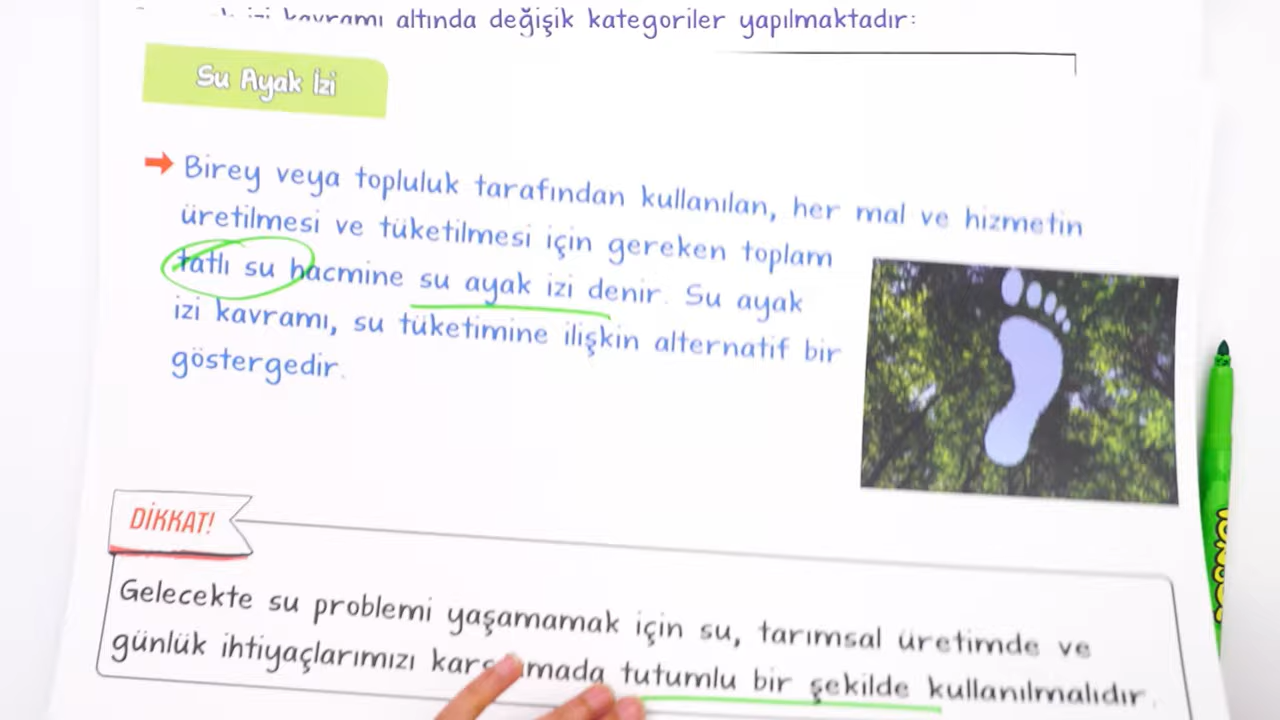 izi kavramı altında değişik kategoriler yapılmaktadır:
Su Ayak İzi
Birey veya topluluk tarafından kullanılan, her mal ve hizmetin
üretilmesi ve tüketilmesi için gereken toplam
tatlı su hacmine su ayak izi denir. Su ayak
izi kavramı, su tüketimine ilişkin alternatif bir
göstergedir.
DİKKAT!
Gelecekte su problemi yaşamamak için su, tarımsal üretimde ve
günlük ihtiyaçlarımızı karşılamada tutumlu bir şekilde kullanılmalıdır.